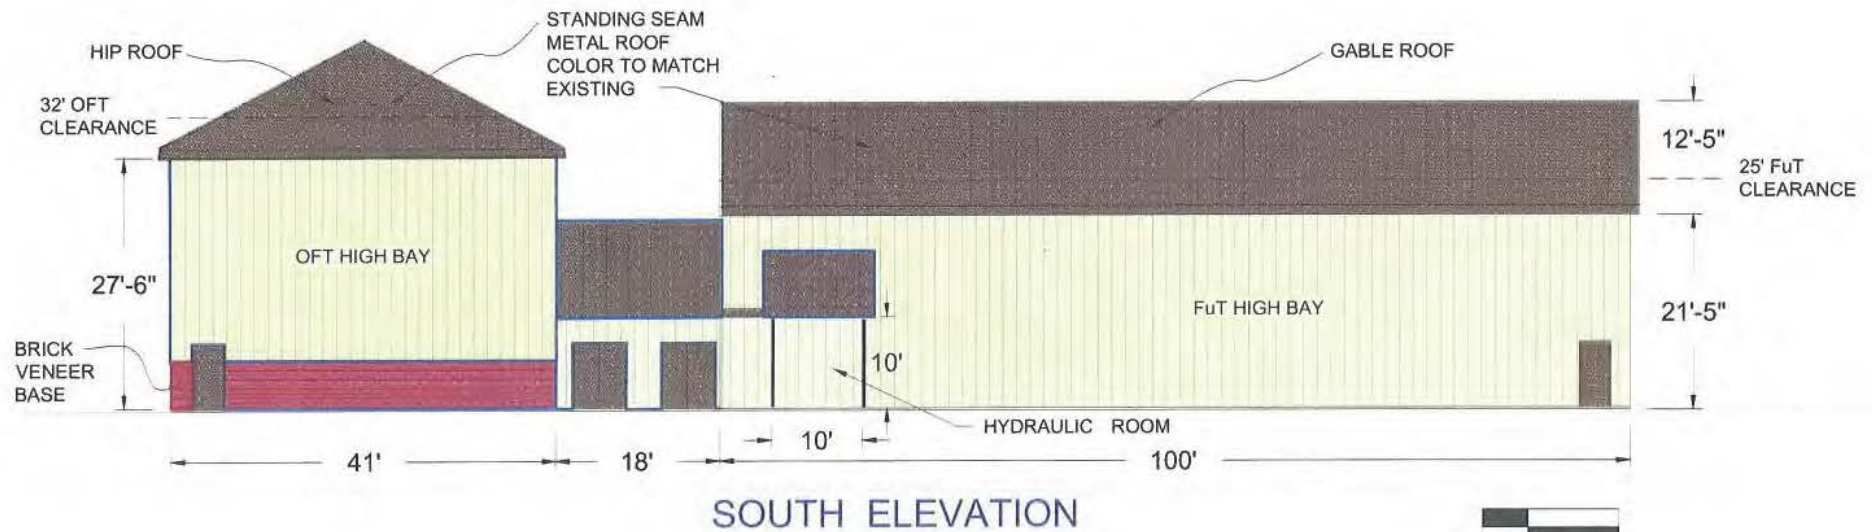 HIP ROOF
STANDING SEAM
METAL ROOF
COLOR TO MATCH
EXISTING
GABLE ROOF
32' OFT
CLEARANCE
12'-5"
25' FuT
CLEARANCE
OFT HIGH BAY
27'-6"
FuT HIGH BAY
21'-5"
BRICK
VENEER
BASE
10'
HYDRAULIC ROOM
10'
41'
18'
100'
SOUTH ELEVATION